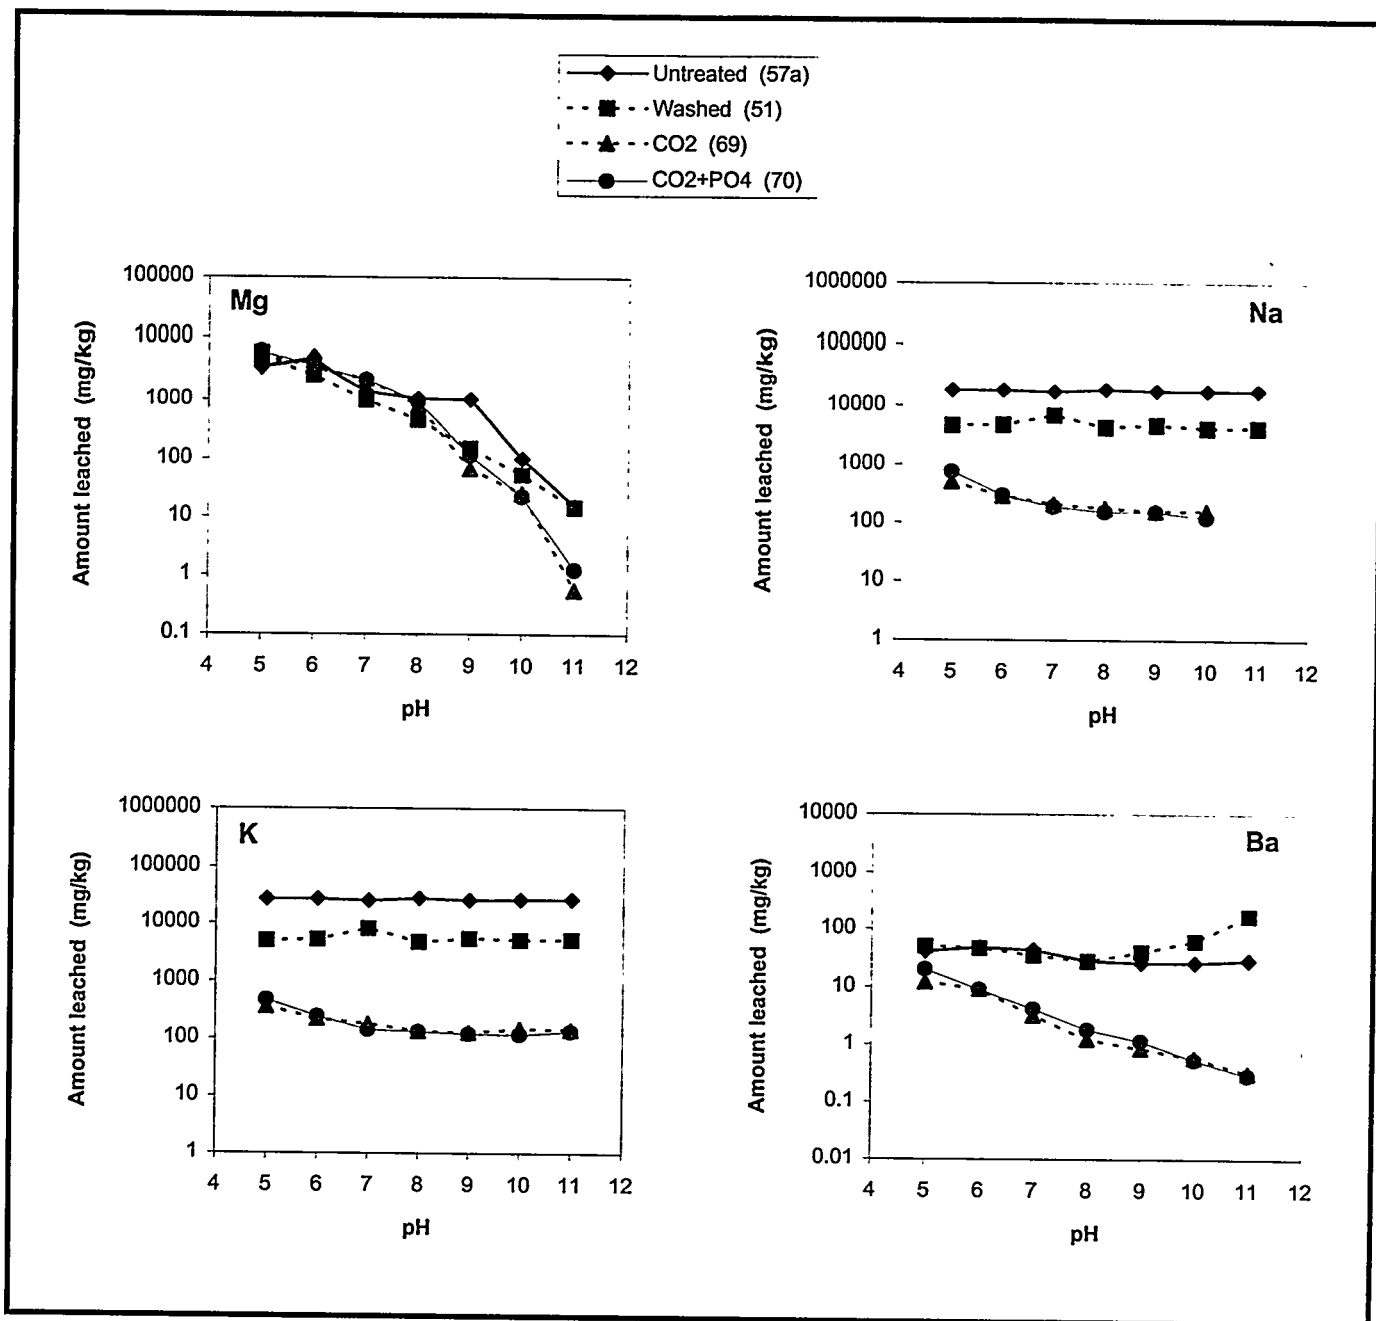 Untreated (57a)
Washed (51)
CO2 (69)
CO2+PO4 (70)
Mg
Amount leached (mg/kg)
100000
10000
1000
100
10
1
0.1
4 5 6 7 8 9 10 11 12
pH
Na
Amount leached (mg/kg)
1000000
100000
10000
1000
100
10
1
4 5 6 7 8 9 10 11 12
pH
K
Amount leached (mg/kg)
1000000
100000
10000
1000
100
10
1
4 5 6 7 8 9 10 11 12
pH
Ba
Amount leached (mg/kg)
10000
1000
100
10
1
0.1
0.01
4 5 6 7 8 9 10 11 12
pH